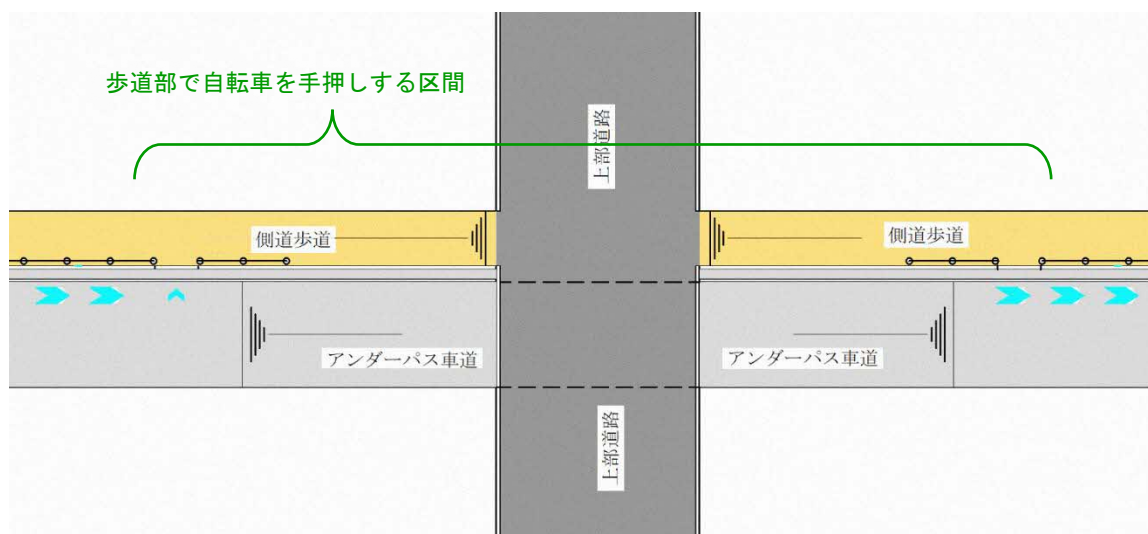 歩道部で自転車を手押しする区間
上部道路
側道歩道
側道歩道
アンダーパス車道
アンダーパス車道
上部道路